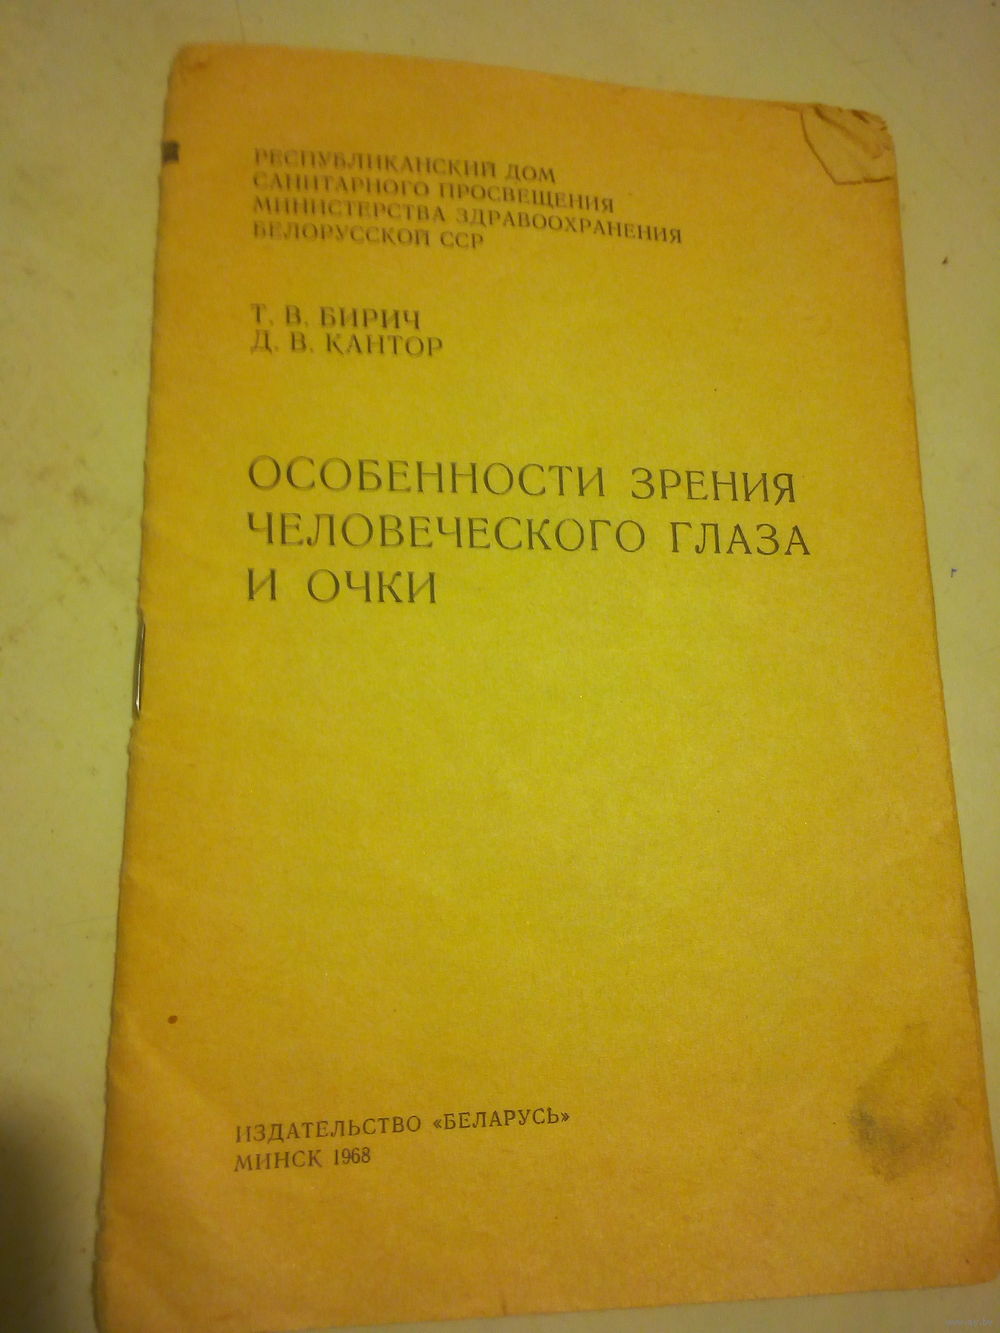 РЕСПУБЛИКАНСКИЙ ДОМ
САНИТАРНОГО ПРОСВЕЩЕНИЯ
МИНИСТЕРСТВА ЗДРАВООХРАНЕНИЯ
БЕЛОРУССКОЙ ССР
Т. В. БИРИЧ
Д. В. КАНТОР
ОСОБЕННОСТИ ЗРЕНИЯ
ЧЕЛОВЕЧЕСКОГО ГЛАЗА
И ОЧКИ
ИЗДАТЕЛЬСТВО «БЕЛАРУСЬ»
МИНСК 1968